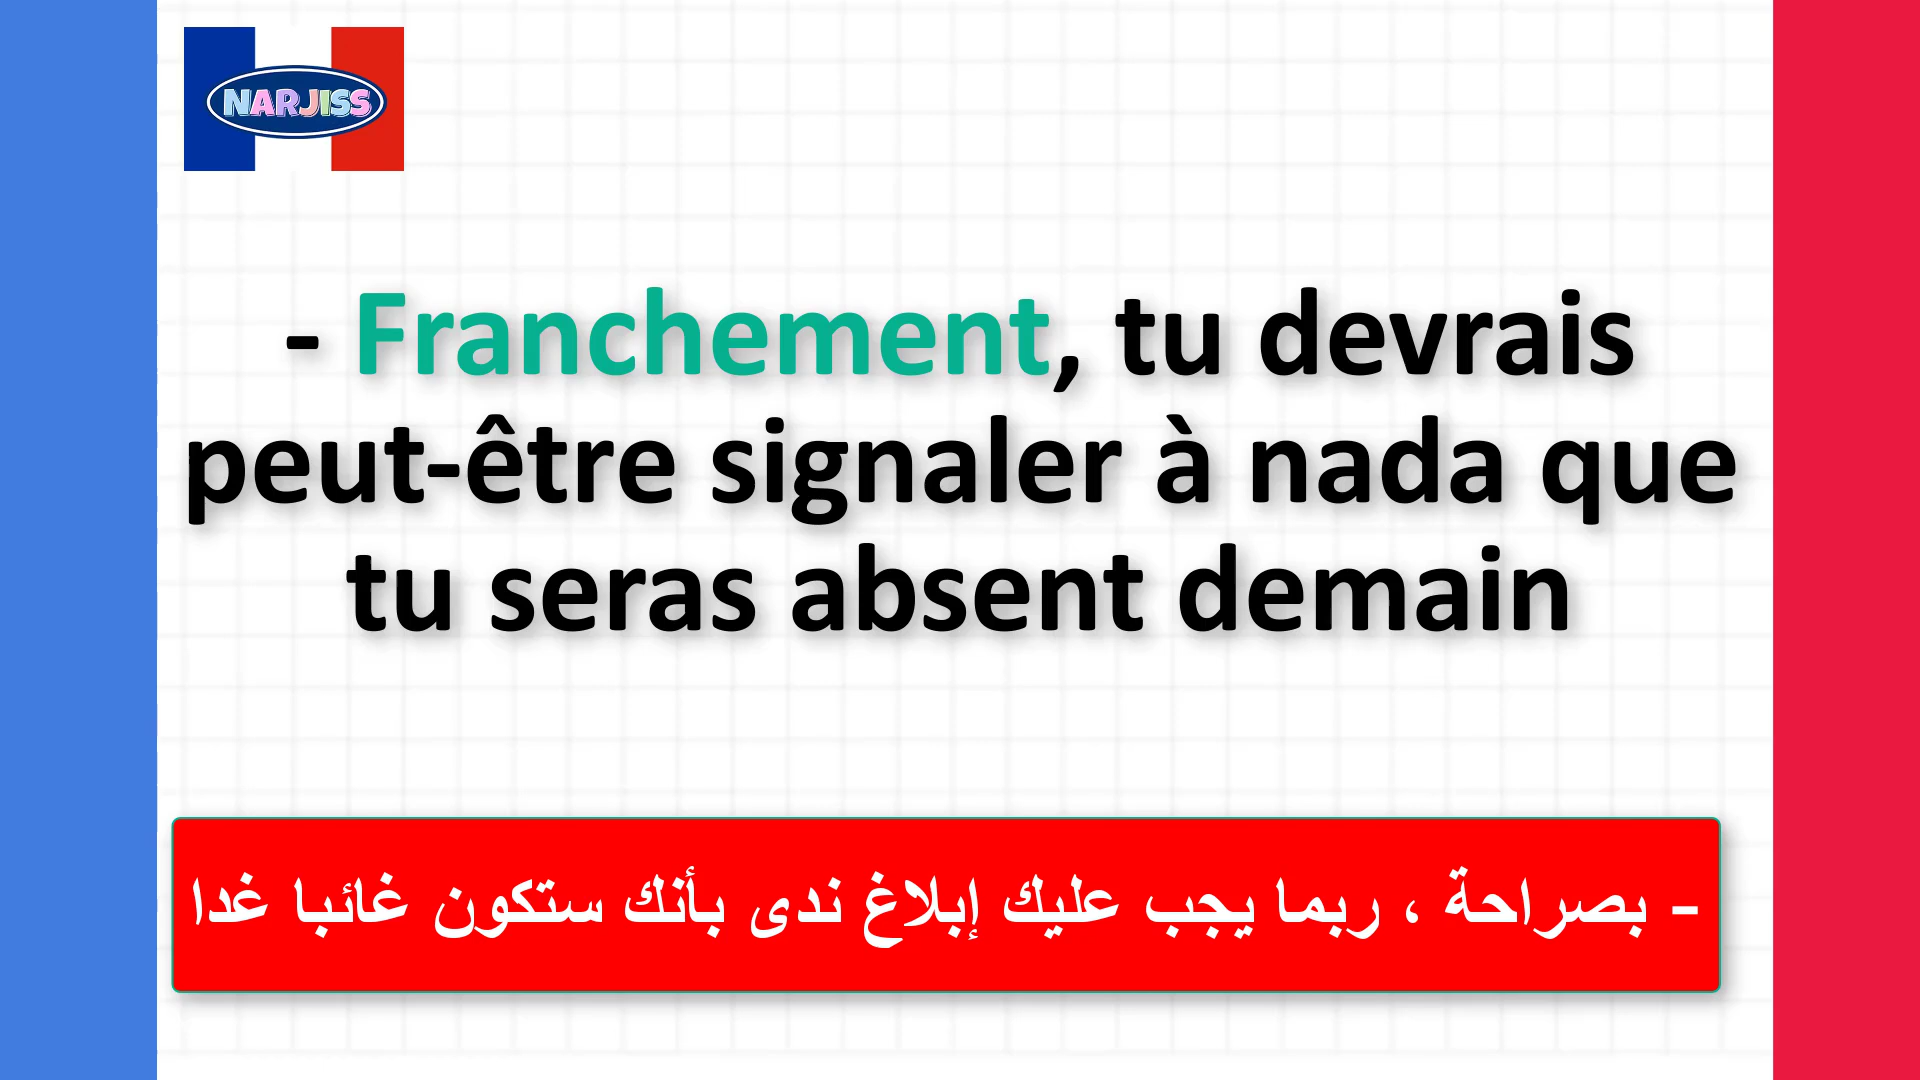 NARJISS
- Franchement, tu devrais
peut-être signaler à nada que
tu seras absent demain
- بصراحة ، ربما يجب عليك إبلاغ ندى بأنك ستكون غائبا غدا